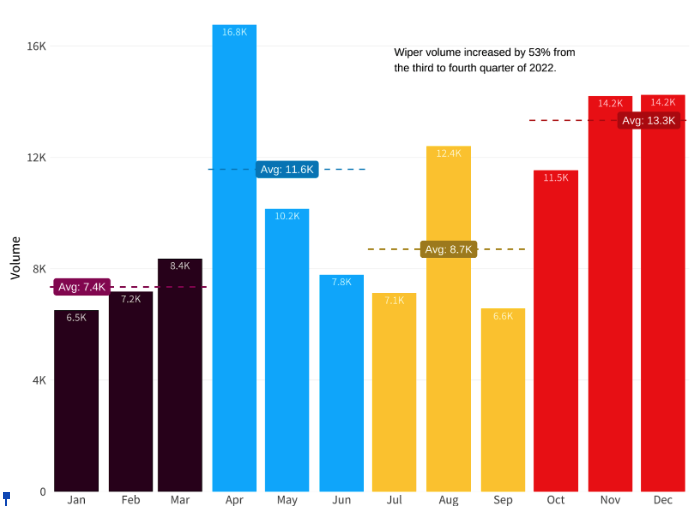 16.8K
16K
Wiper volume increased by 53% from
the third to fourth quarter of 2022.
14.2K
14.2K
Avg: 13.3K
12K
12.4K
Avg: 11.6K
11.5K
10.2K
Volume
Avg: 8.7K
8K
8.4K
7.8K
Avg: 7.4K
7.2K
7.1K
6.5K
6.6K
4K
0
Jan Feb Mar Apr May Jun Jul Aug Sep Oct Nov Dec